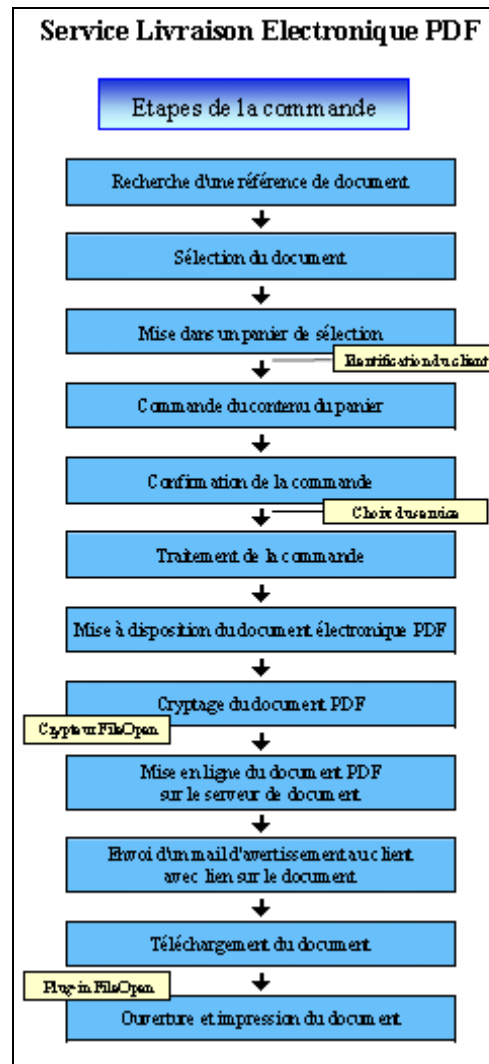 Service Livraison Electronique PDF
Etapes de la commande
Recherche d'une référence de document
Sélection du document
Mise dans un panier de sélection
Identification du client
Commande du contenu du panier
Confirmation de la commande
Choix du service
Traitement de la commande
Mise à disposition du document électronique PDF
Cryptage du document PDF
Crypteur FileOpen
Mise en ligne du document PDF
sur le serveur de document
Envoi d'un mail d'avertissement au client
avec lien sur le document
Téléchargement du document
Plug-in FileOpen
Ouverture et impression du document